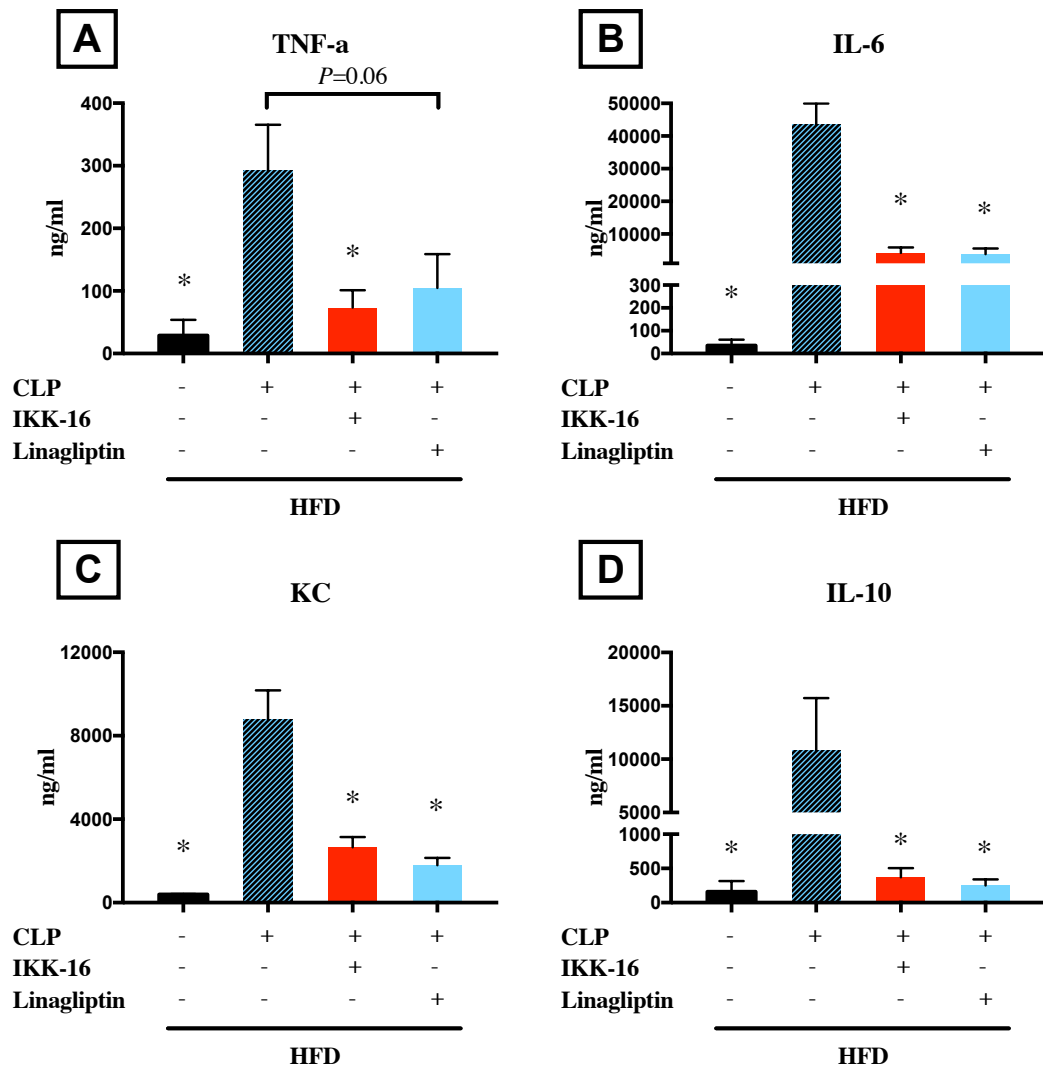 A
TNF-a
P=0.06
ng/ml
400
300
200
100
0
*
*
CLP - + + +
IKK-16 - - + -
Linagliptin - - - +
HFD
B
IL-6
ng/ml
50000
40000
30000
20000
10000
300
200
100
0
*
*
*
CLP - + + +
IKK-16 - - + -
Linagliptin - - - +
HFD
C
KC
ng/ml
12000
8000
4000
0
*
*
*
CLP - + + +
IKK-16 - - + -
Linagliptin - - - +
HFD
D
IL-10
ng/ml
20000
15000
10000
5000
1000
500
0
*
*
*
CLP - + + +
IKK-16 - - + -
Linagliptin - - - +
HFD